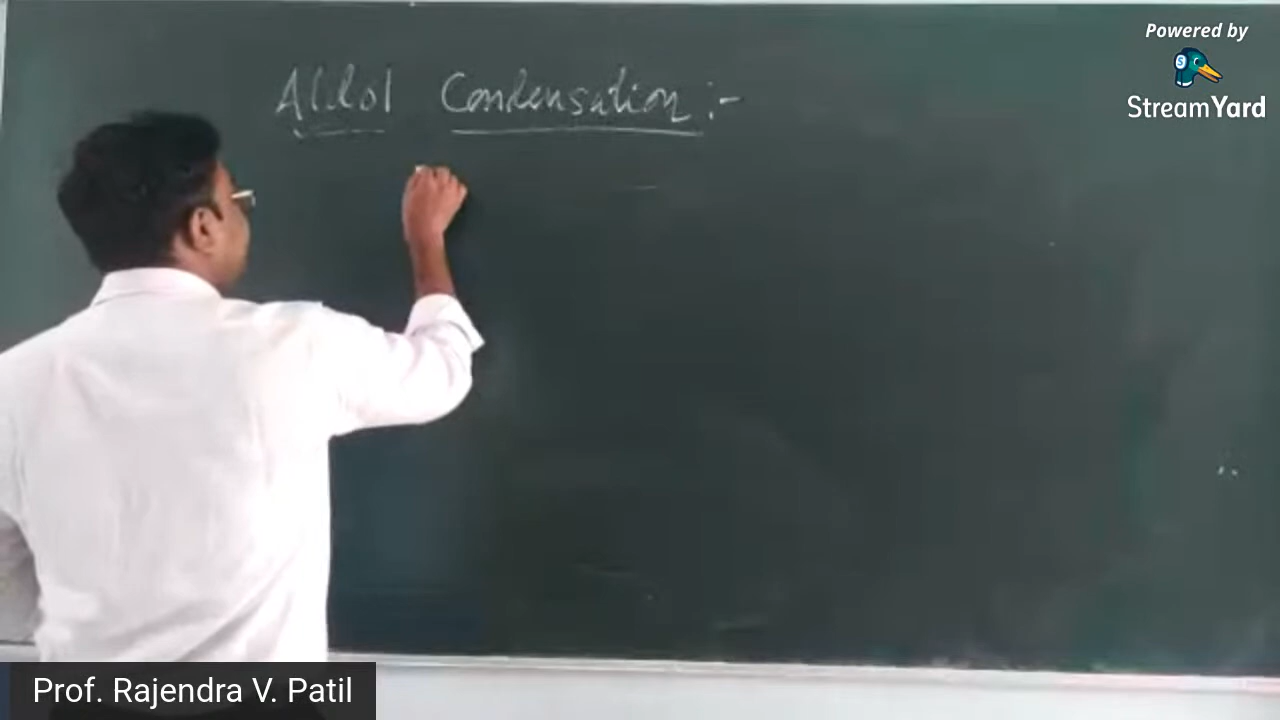 Powered by
StreamYard
Aldol Condensation :-
Prof. Rajendra V. Patil